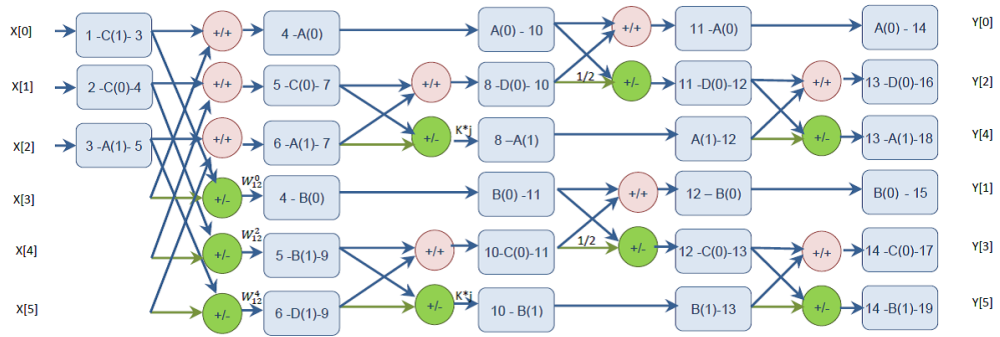 X[0] 1 -C(1)- 3 +/+ 4 -A(0) A(0) - 10 +/+ 11 -A(0) A(0) - 14 Y[0]
X[1] 2 -C(0)-4 +/+ 5 -C(0)- 7 +/+ 8 -D(0)- 10 1/2 +/- 11 -D(0)-12 +/+ 13 -D(0)-16 Y[2]
X[2] 3 -A(1)- 5 +/+ 6 -A(1)- 7 +/- K*j 8 –A(1) A(1)-12 +/- 13 -A(1)-18 Y[4]
X[3] +/- W_{12}^{0} 4 - B(0) B(0) -11 +/+ 12 – B(0) B(0) - 15 Y[1]
X[4] +/- W_{12}^{2} 5 -B(1)-9 +/+ 10-C(0)-11 1/2 +/- 12 -C(0)-13 +/+ 14 -C(0)-17 Y[3]
X[5] +/- W_{12}^{4} 6 -D(1)-9 +/- K*j 10 - B(1) B(1)-13 +/- 14 -B(1)-19 Y[5]